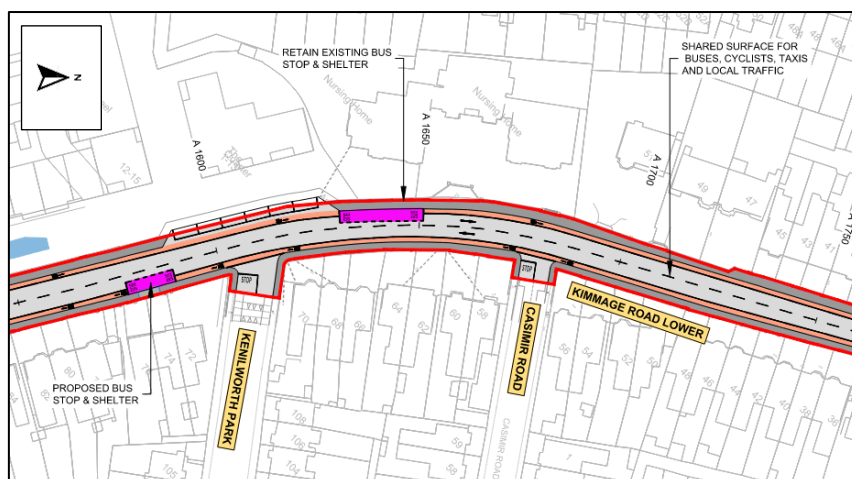 N
RETAIN EXISTING BUS
STOP & SHELTER
SHARED SURFACE FOR
BUSES, CYCLISTS, TAXIS
AND LOCAL TRAFFIC
Nursing Home
Nursing Home
A 1600
A 1650
A 1700
A 1750
12-15
49
47
45
43
41
STOP
STOP
KIMMAGE ROAD LOWER
KENILWORTH PARK
CASIMIR ROAD
CASIMIR ROAD
PROPOSED BUS
STOP & SHELTER
80
74
72
70
68
66
64
62
60
58
56
54
52
48
46
44
42
40
38
36
108
106
104
105
59
58
1